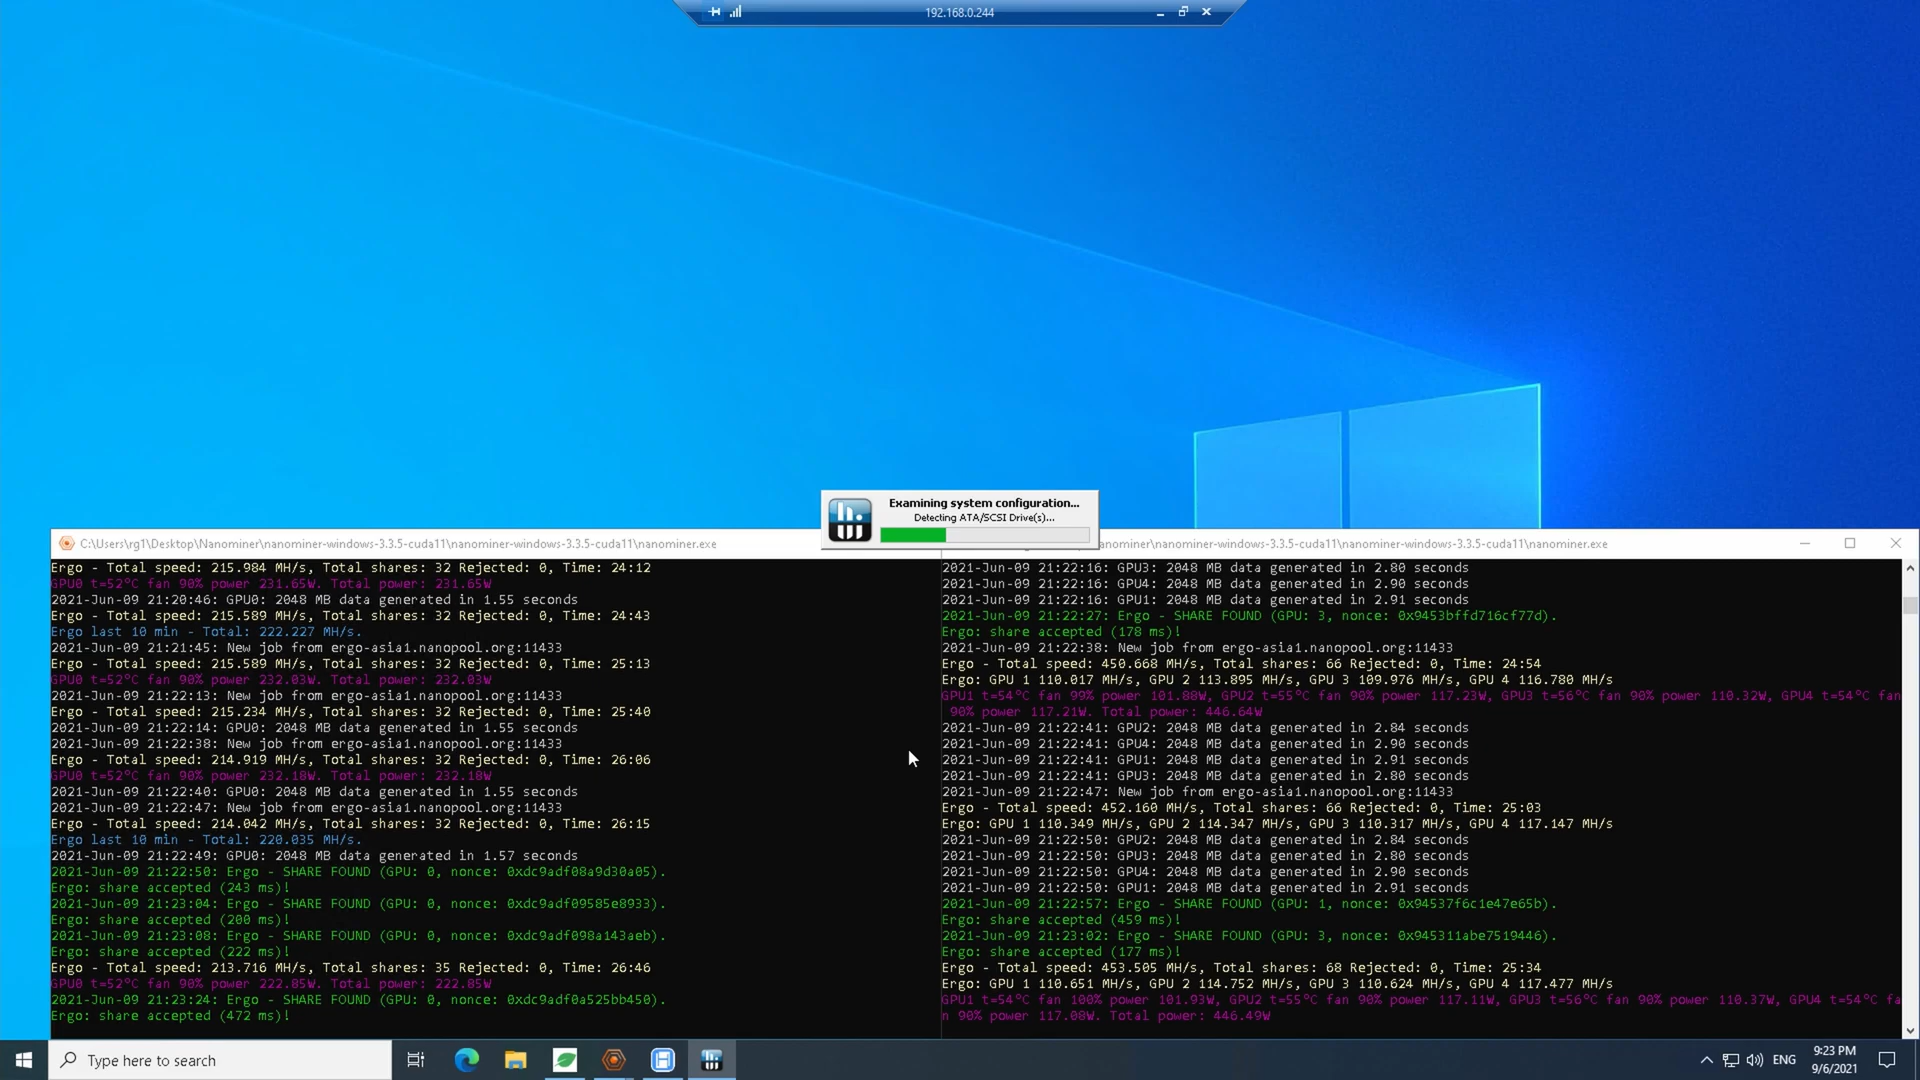 192.168.0.244
Examining system configuration...
Detecting ATA/SCSI Drive(s)...
C:\Users\rg1\Desktop\Nanominer\nanominer-windows-3.3.5-cuda11\nanominer-windows-3.3.5-cuda11\nanominer.exe
Ergo - Total speed: 215.984 MH/s, Total shares: 32 Rejected: 0, Time: 24:12
GPU0 t=52°C fan 90% power 231.65W. Total power: 231.65W
2021-Jun-09 21:20:46: GPU0: 2048 MB data generated in 1.55 seconds
Ergo - Total speed: 215.589 MH/s, Total shares: 32 Rejected: 0, Time: 24:43
Ergo last 10 min - Total: 222.227 MH/s.
2021-Jun-09 21:21:45: New job from ergo-asia1.nanopool.org:11433
Ergo - Total speed: 215.589 MH/s, Total shares: 32 Rejected: 0, Time: 25:13
GPU0 t=52°C fan 90% power 232.03W. Total power: 232.03W
2021-Jun-09 21:22:13: New job from ergo-asia1.nanopool.org:11433
Ergo - Total speed: 215.234 MH/s, Total shares: 32 Rejected: 0, Time: 25:40
2021-Jun-09 21:22:14: GPU0: 2048 MB data generated in 1.55 seconds
2021-Jun-09 21:22:38: New job from ergo-asia1.nanopool.org:11433
Ergo - Total speed: 214.919 MH/s, Total shares: 32 Rejected: 0, Time: 26:06
GPU0 t=52°C fan 90% power 232.18W. Total power: 232.18W
2021-Jun-09 21:22:40: GPU0: 2048 MB data generated in 1.55 seconds
2021-Jun-09 21:22:47: New job from ergo-asia1.nanopool.org:11433
Ergo - Total speed: 214.042 MH/s, Total shares: 32 Rejected: 0, Time: 26:15
Ergo last 10 min - Total: 220.035 MH/s.
2021-Jun-09 21:22:49: GPU0: 2048 MB data generated in 1.57 seconds
2021-Jun-09 21:22:50: Ergo - SHARE FOUND (GPU: 0, nonce: 0xdc9adf08a9d30a05).
Ergo: share accepted (243 ms)!
2021-Jun-09 21:23:04: Ergo - SHARE FOUND (GPU: 0, nonce: 0xdc9adf09585e8933).
Ergo: share accepted (200 ms)!
2021-Jun-09 21:23:08: Ergo - SHARE FOUND (GPU: 0, nonce: 0xdc9adf098a143aeb).
Ergo: share accepted (222 ms)!
Ergo - Total speed: 213.716 MH/s, Total shares: 35 Rejected: 0, Time: 26:46
GPU0 t=52°C fan 90% power 222.85W. Total power: 222.85W
2021-Jun-09 21:23:24: Ergo - SHARE FOUND (GPU: 0, nonce: 0xdc9adf0a525bb450).
Ergo: share accepted (472 ms)!
anominer\nanominer-windows-3.3.5-cuda11\nanominer-windows-3.3.5-cuda11\nanominer.exe
2021-Jun-09 21:22:16: GPU3: 2048 MB data generated in 2.80 seconds
2021-Jun-09 21:22:16: GPU4: 2048 MB data generated in 2.90 seconds
2021-Jun-09 21:22:16: GPU1: 2048 MB data generated in 2.91 seconds
2021-Jun-09 21:22:27: Ergo - SHARE FOUND (GPU: 3, nonce: 0x9453bffd716cf77d).
Ergo: share accepted (178 ms)!
2021-Jun-09 21:22:38: New job from ergo-asia1.nanopool.org:11433
Ergo - Total speed: 450.668 MH/s, Total shares: 66 Rejected: 0, Time: 24:54
Ergo: GPU 1 110.017 MH/s, GPU 2 113.895 MH/s, GPU 3 109.976 MH/s, GPU 4 116.780 MH/s
GPU1 t=54°C fan 99% power 101.88W, GPU2 t=55°C fan 90% power 117.23W, GPU3 t=56°C fan 90% power 110.32W, GPU4 t=54°C fan
90% power 117.21W. Total power: 446.64W
2021-Jun-09 21:22:41: GPU2: 2048 MB data generated in 2.84 seconds
2021-Jun-09 21:22:41: GPU4: 2048 MB data generated in 2.90 seconds
2021-Jun-09 21:22:41: GPU1: 2048 MB data generated in 2.91 seconds
2021-Jun-09 21:22:41: GPU3: 2048 MB data generated in 2.80 seconds
2021-Jun-09 21:22:47: New job from ergo-asia1.nanopool.org:11433
Ergo - Total speed: 452.160 MH/s, Total shares: 66 Rejected: 0, Time: 25:03
Ergo: GPU 1 110.349 MH/s, GPU 2 114.347 MH/s, GPU 3 110.317 MH/s, GPU 4 117.147 MH/s
2021-Jun-09 21:22:50: GPU2: 2048 MB data generated in 2.84 seconds
2021-Jun-09 21:22:50: GPU3: 2048 MB data generated in 2.80 seconds
2021-Jun-09 21:22:50: GPU4: 2048 MB data generated in 2.90 seconds
2021-Jun-09 21:22:50: GPU1: 2048 MB data generated in 2.91 seconds
2021-Jun-09 21:22:57: Ergo - SHARE FOUND (GPU: 1, nonce: 0x94537f6c1e47e65b).
Ergo: share accepted (459 ms)!
2021-Jun-09 21:23:02: Ergo - SHARE FOUND (GPU: 3, nonce: 0x945311abe7519446).
Ergo: share accepted (177 ms)!
Ergo - Total speed: 453.505 MH/s, Total shares: 68 Rejected: 0, Time: 25:34
Ergo: GPU 1 110.651 MH/s, GPU 2 114.752 MH/s, GPU 3 110.624 MH/s, GPU 4 117.477 MH/s
GPU1 t=54°C fan 100% power 101.93W, GPU2 t=55°C fan 90% power 117.11W, GPU3 t=56°C fan 90% power 110.37W, GPU4 t=54°C fa
n 90% power 117.08W. Total power: 446.49W
Type here to search
ENG
9:23 PM
9/6/2021